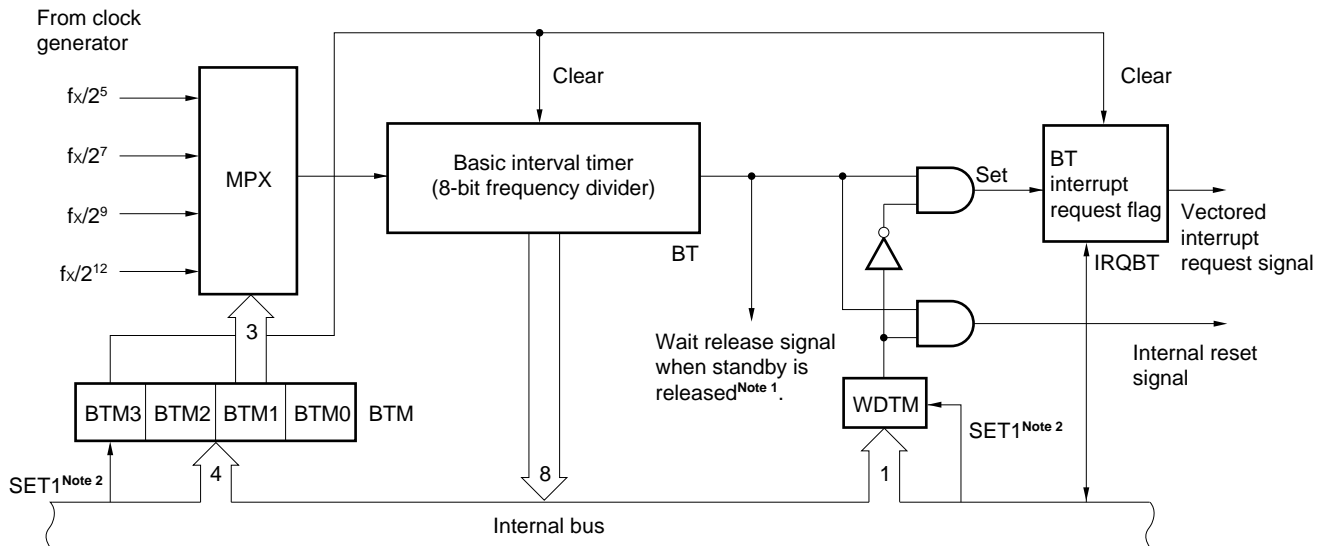 From clock
generator
fx/2⁵
fx/2⁷
fx/2⁹
fx/2¹²
MPX
3
Clear
Basic interval timer
(8-bit frequency divider)
BT
Clear
Set
BT
interrupt
request flag
IRQBT
Vectored
interrupt
request signal
Wait release signal
when standby is
released Note 1.
Internal reset
signal
BTM3 BTM2 BTM1 BTM0 BTM
WDTM
SET1 Note 2
SET1 Note 2
4
8
1
Internal bus